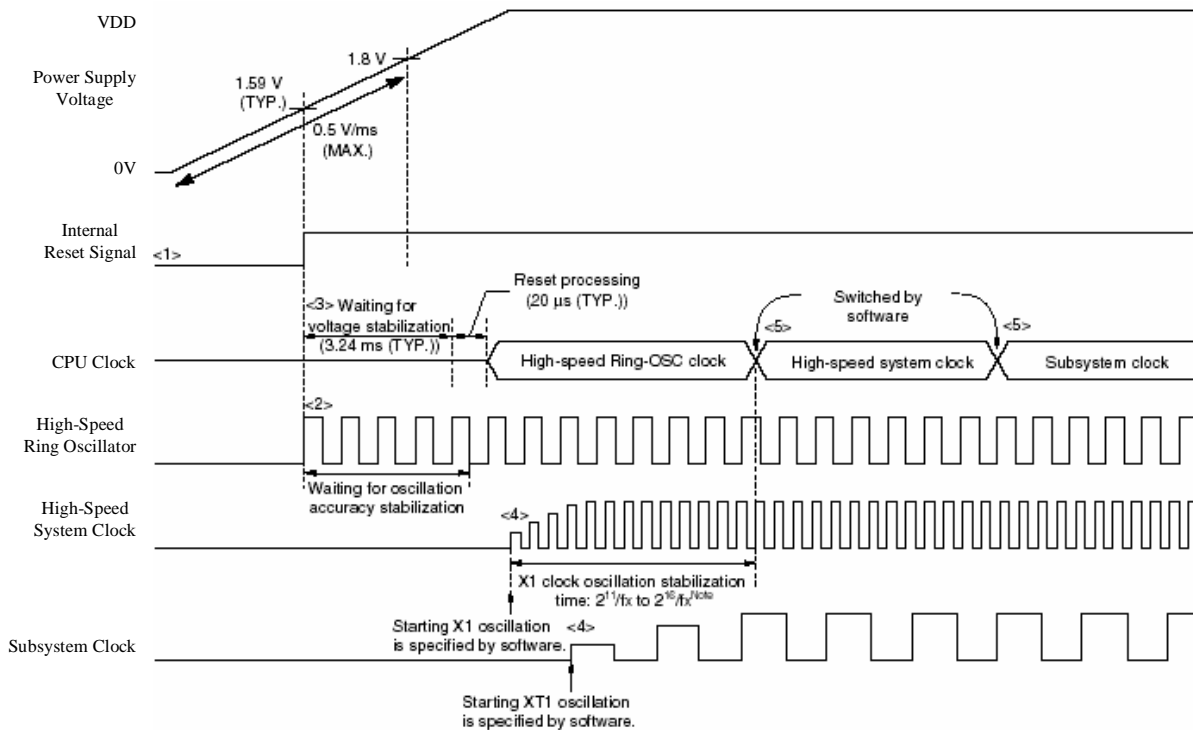 VDD
Power Supply
Voltage
1.8 V
1.59 V
(TYP.)
0.5 V/ms
(MAX.)
0V
Internal
Reset Signal
<1>
Reset processing
(20 µs (TYP.))
<3> Waiting for
voltage stabilization
(3.24 ms (TYP.))
Switched by
software
<5>
<5>
CPU Clock
High-speed Ring-OSC clock
High-speed system clock
Subsystem clock
<2>
High-Speed
Ring Oscillator
Waiting for oscillation
accuracy stabilization
High-Speed
System Clock
<4>
X1 clock oscillation stabilization
time: 2¹¹/fx to 2¹⁶/fxᴺᵒᵗᵉ
Starting X1 oscillation
is specified by software.
<4>
Subsystem Clock
Starting XT1 oscillation
is specified by software.